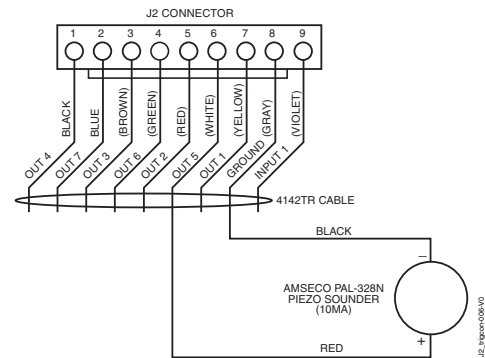 J2 CONNECTOR
1 2 3 4 5 6 7 8 9
BLACK
BLUE
(BROWN)
(GREEN)
(RED)
(WHITE)
(YELLOW)
(GRAY)
(VIOLET)
OUT 4
OUT 7
OUT 3
OUT 6
OUT 2
OUT 5
OUT 1
GROUND
INPUT 1
4142TR CABLE
BLACK
–
AMSECO PAL-328N
PIEZO SOUNDER
(10MA)
+
RED
J2_trigcon-006-V0